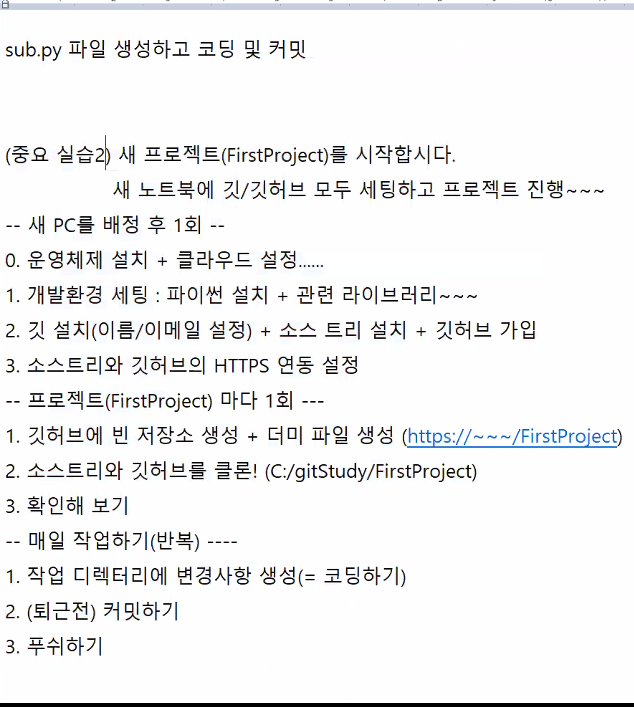 sub.py 파일 생성하고 코딩 및 커밋
(중요 실습2) 새 프로젝트(FirstProject)를 시작합시다.
새 노트북에 깃/깃허브 모두 세팅하고 프로젝트 진행~~~
-- 새 PC를 배정 후 1회 --
0. 운영체제 설치 + 클라우드 설정......
1. 개발환경 세팅 : 파이썬 설치 + 관련 라이브러리~~~
2. 깃 설치(이름/이메일 설정) + 소스 트리 설치 + 깃허브 가입
3. 소스트리와 깃허브의 HTTPS 연동 설정
-- 프로젝트(FirstProject) 마다 1회 ---
1. 깃허브에 빈 저장소 생성 + 더미 파일 생성 (https://~~~/FirstProject)
2. 소스트리와 깃허브를 클론! (C:/gitStudy/FirstProject)
3. 확인해 보기
-- 매일 작업하기(반복) ----
1. 작업 디렉터리에 변경사항 생성(= 코딩하기)
2. (퇴근전) 커밋하기
3. 푸쉬하기